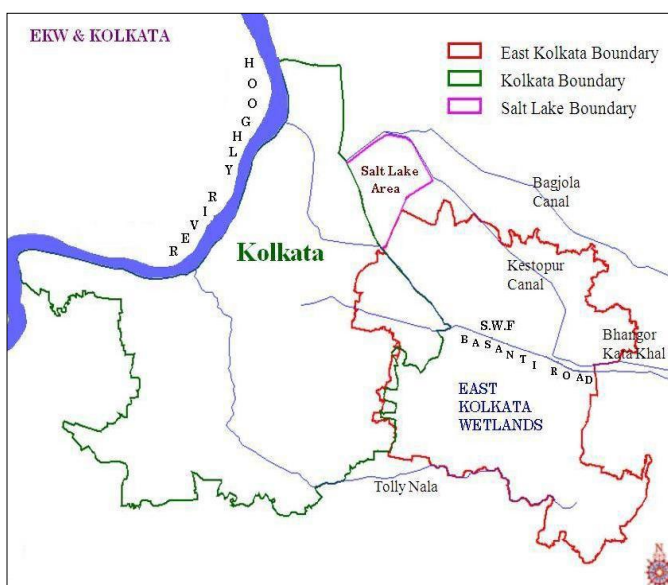 EKW & KOLKATA
HOOGHLY RIVER
East Kolkata Boundary
Kolkata Boundary
Salt Lake Boundary
Salt Lake
Area
Bagjola
Canal
Kolkata
Kestopur
Canal
S.W.F
BASANTI ROAD
Bhangor
Kata Khal
EAST
KOLKATA
WETLANDS
Tolly Nala
N